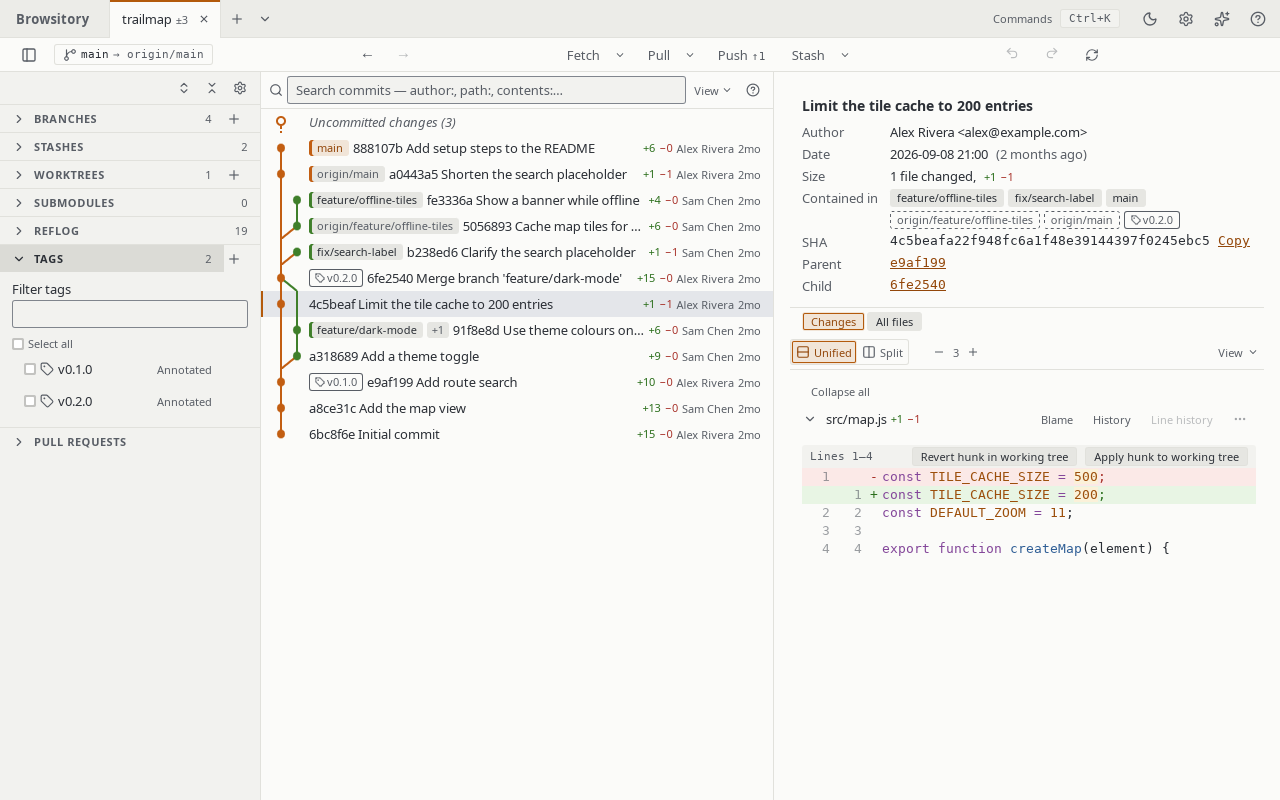 Browsitory trailmap ±3 Commands Ctrl+K
main → origin/main Fetch Pull Push ↑1 Stash
BRANCHES 4
STASHES 2
WORKTREES 1
SUBMODULES 0
REFLOG 19
TAGS 2
Filter tags
Select all
v0.1.0 Annotated
v0.2.0 Annotated
PULL REQUESTS
Search commits — author:, path:, contents:... View
Uncommitted changes (3)
main 888107b Add setup steps to the README +6 −0 Alex Rivera 2mo
origin/main a0443a5 Shorten the search placeholder +1 −1 Alex Rivera 2mo
feature/offline-tiles fe3336a Show a banner while offline +4 −0 Sam Chen 2mo
origin/feature/offline-tiles 5056893 Cache map tiles for ... +6 −0 Sam Chen 2mo
fix/search-label b238ed6 Clarify the search placeholder +1 −1 Sam Chen 2mo
v0.2.0 6fe2540 Merge branch 'feature/dark-mode' +15 −0 Alex Rivera 2mo
4c5beaf Limit the tile cache to 200 entries +1 −1 Alex Rivera 2mo
feature/dark-mode +1 91f8e8d Use theme colours on... +6 −0 Sam Chen 2mo
a318689 Add a theme toggle +9 −0 Sam Chen 2mo
v0.1.0 e9af199 Add route search +10 −0 Alex Rivera 2mo
a8ce31c Add the map view +13 −0 Sam Chen 2mo
6bc8f6e Initial commit +15 −0 Alex Rivera 2mo
Limit the tile cache to 200 entries
Author Alex Rivera <alex@example.com>
Date 2026-09-08 21:00 (2 months ago)
Size 1 file changed, +1 −1
Contained in feature/offline-tiles fix/search-label main
origin/feature/offline-tiles origin/main v0.2.0
SHA 4c5beafa22f948fc6a1f48e39144397f0245ebc5 Copy
Parent e9af199
Child 6fe2540
Changes All files
Unified Split − 3 + View
Collapse all
src/map.js +1 −1 Blame History Line history ...
Lines 1–4 Revert hunk in working tree Apply hunk to working tree
1 - const TILE_CACHE_SIZE = 500;
1 + const TILE_CACHE_SIZE = 200;
2 2 const DEFAULT_ZOOM = 11;
3 3
4 4 export function createMap(element) {